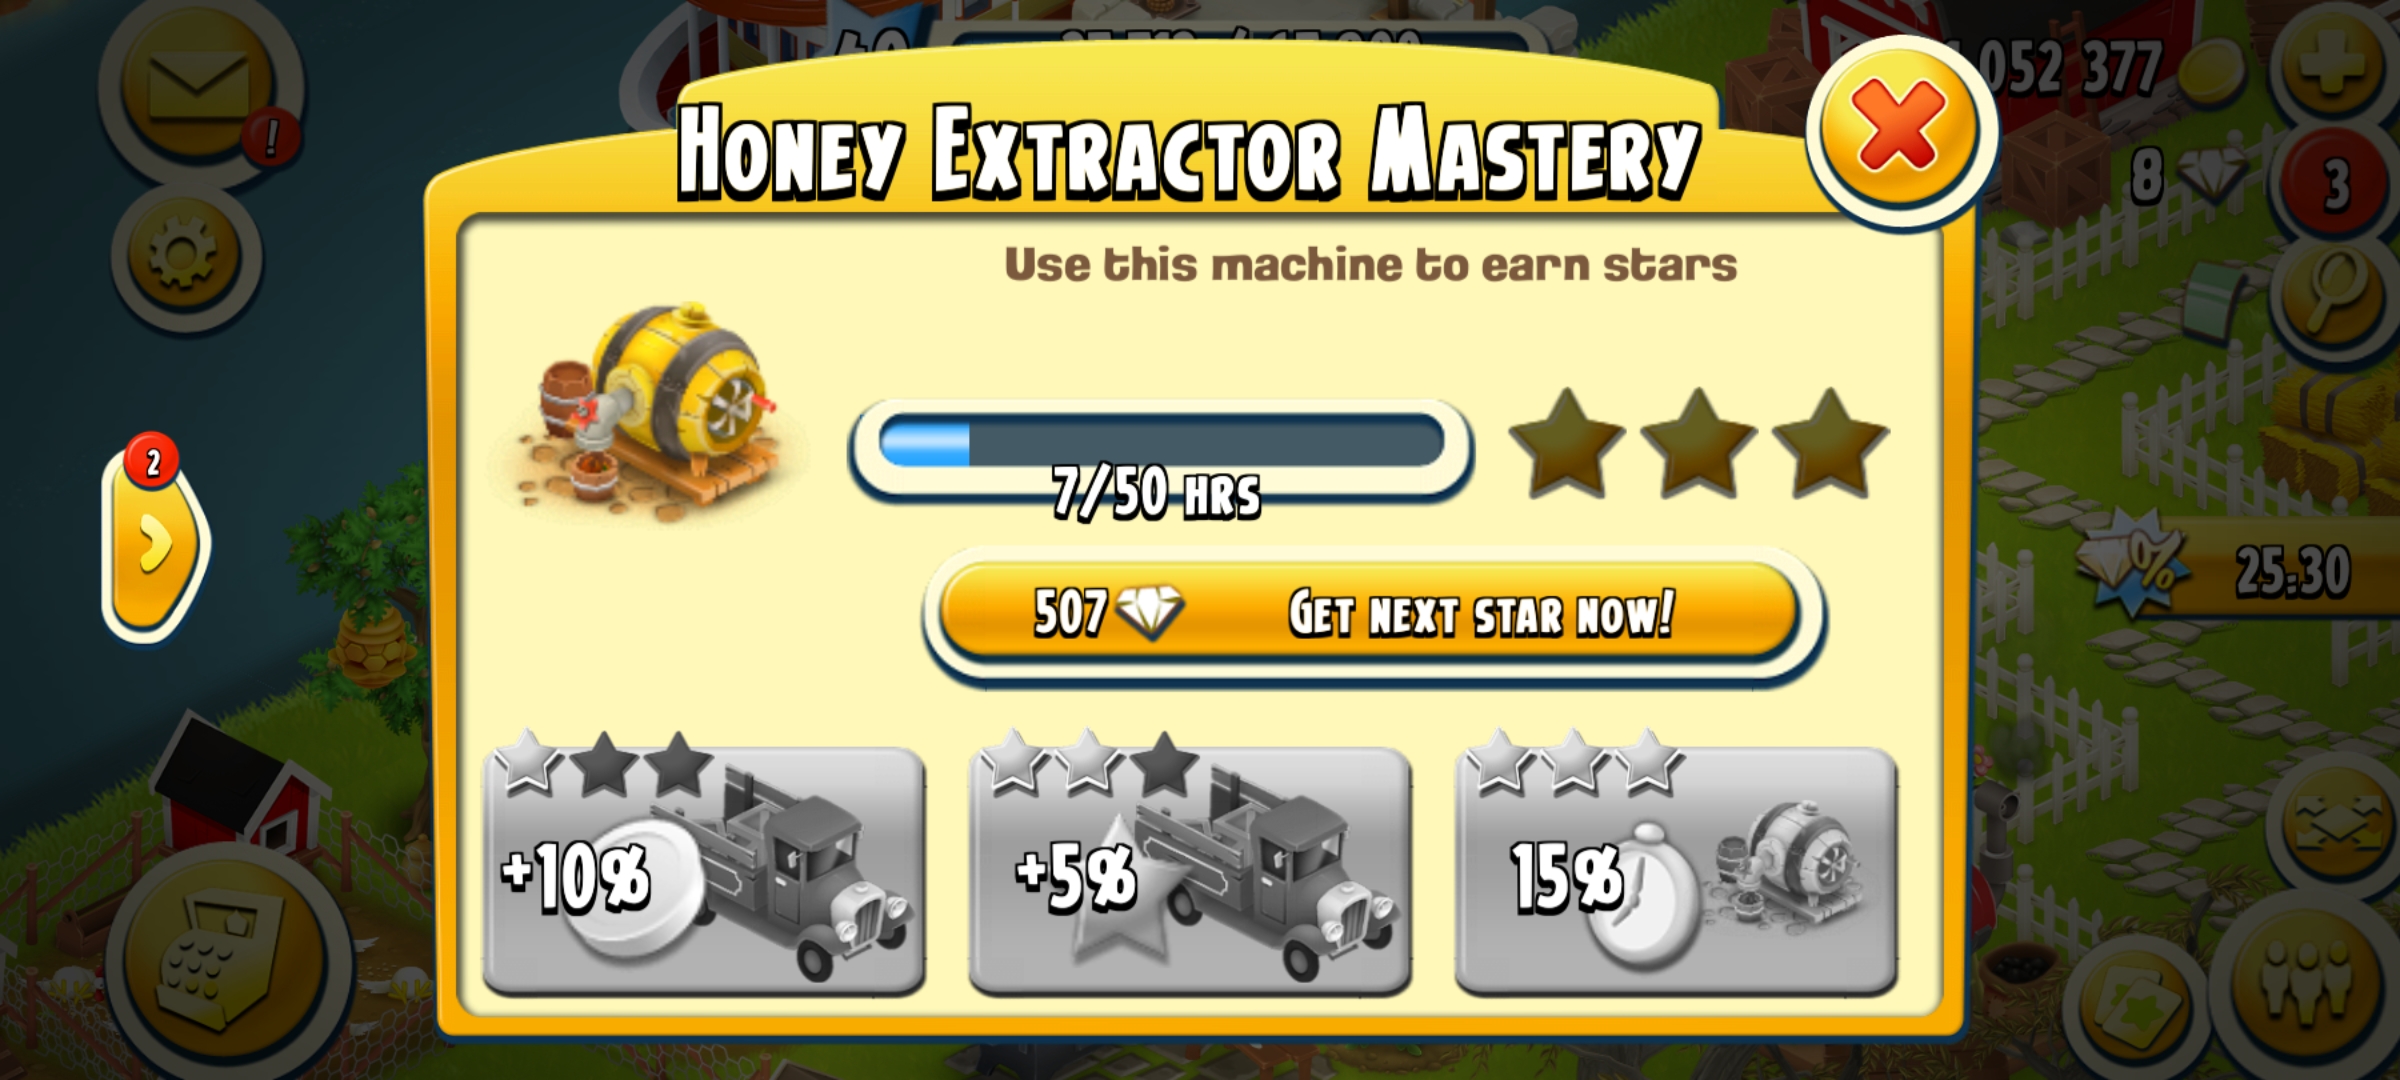 HONEY EXTRACTOR MASTERY
052 377
!
8
3
Use this machine to earn stars
2
7/50 HRS
%
25:30
507 GET NEXT STAR NOW!
+10%
+5%
15%